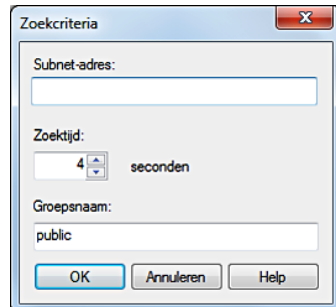 Zoekcriteria
Subnet-adres:
Zoektijd:
4 seconden
Groepsnaam:
public
OK Annuleren Help